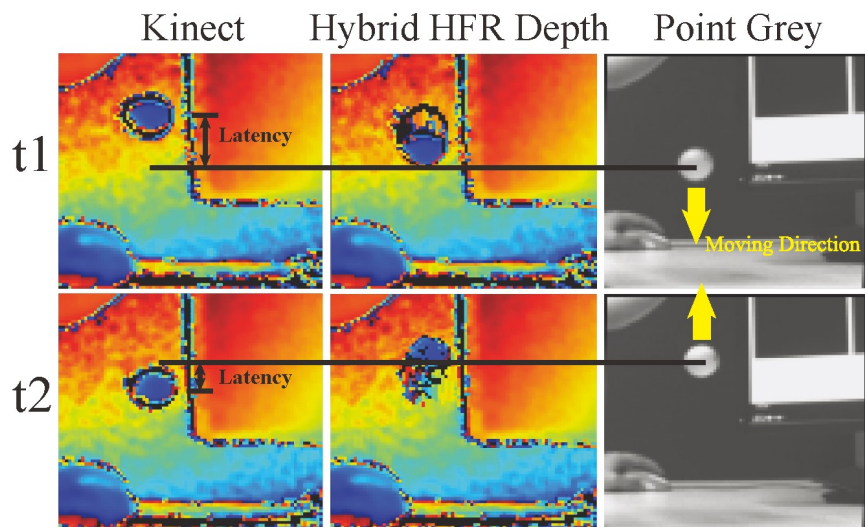 Kinect Hybrid HFR Depth Point Grey
t1
Latency
Moving Direction
t2
Latency